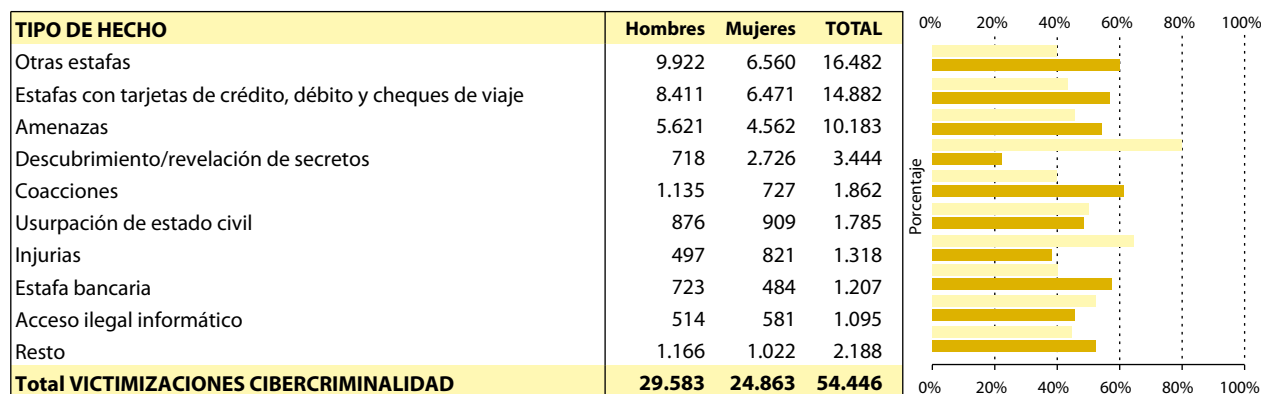 TIPO DE HECHO Hombres Mujeres TOTAL
Otras estafas 9.922 6.560 16.482
Estafas con tarjetas de crédito, débito y cheques de viaje 8.411 6.471 14.882
Amenazas 5.621 4.562 10.183
Descubrimiento/revelación de secretos 718 2.726 3.444
Coacciones 1.135 727 1.862
Usurpación de estado civil 876 909 1.785
Injurias 497 821 1.318
Estafa bancaria 723 484 1.207
Acceso ilegal informático 514 581 1.095
Resto 1.166 1.022 2.188
Total VICTIMIZACIONES CIBERCRIMINALIDAD 29.583 24.863 54.446
0% 20% 40% 60% 80% 100%
Porcentaje
0% 20% 40% 60% 80% 100%